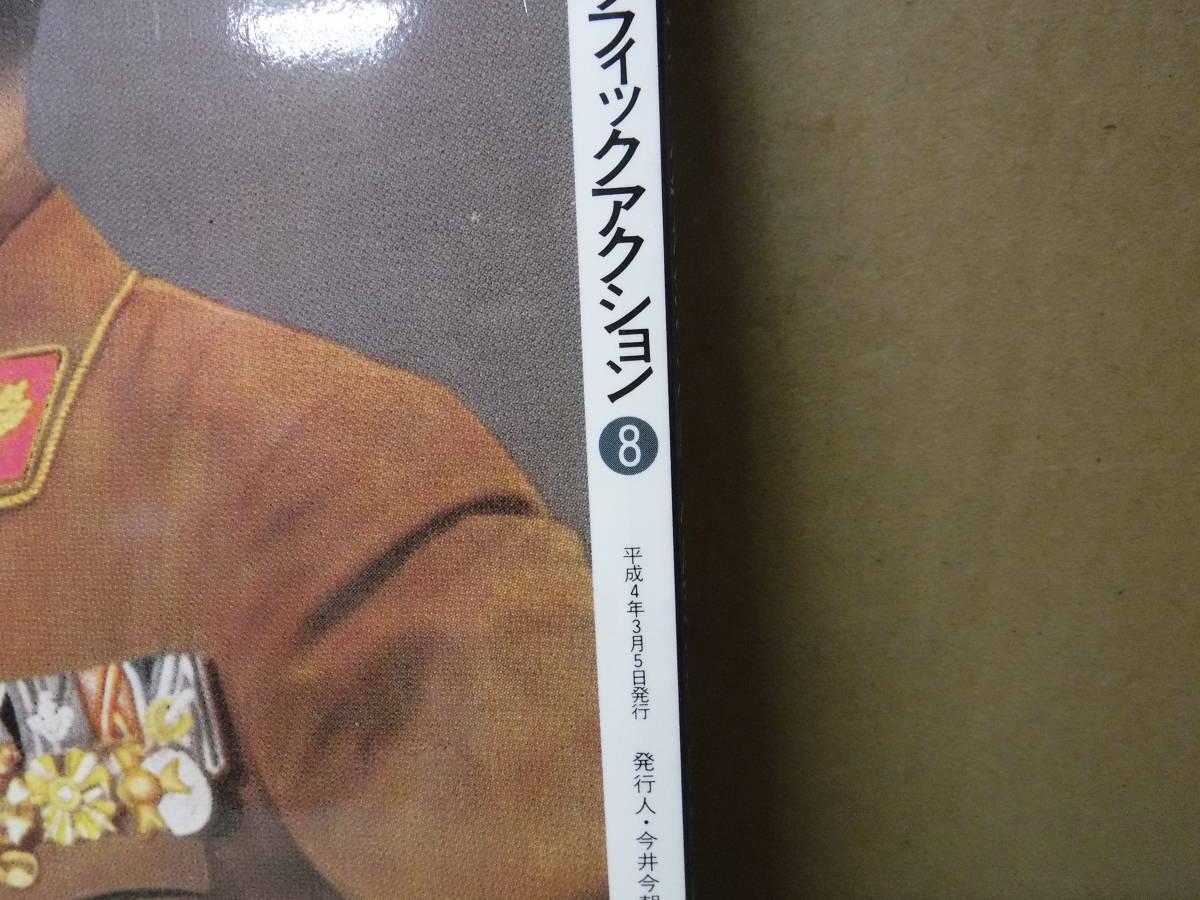 フィックアクション
8
平成4年3月5日発行
発行人・今井今朝